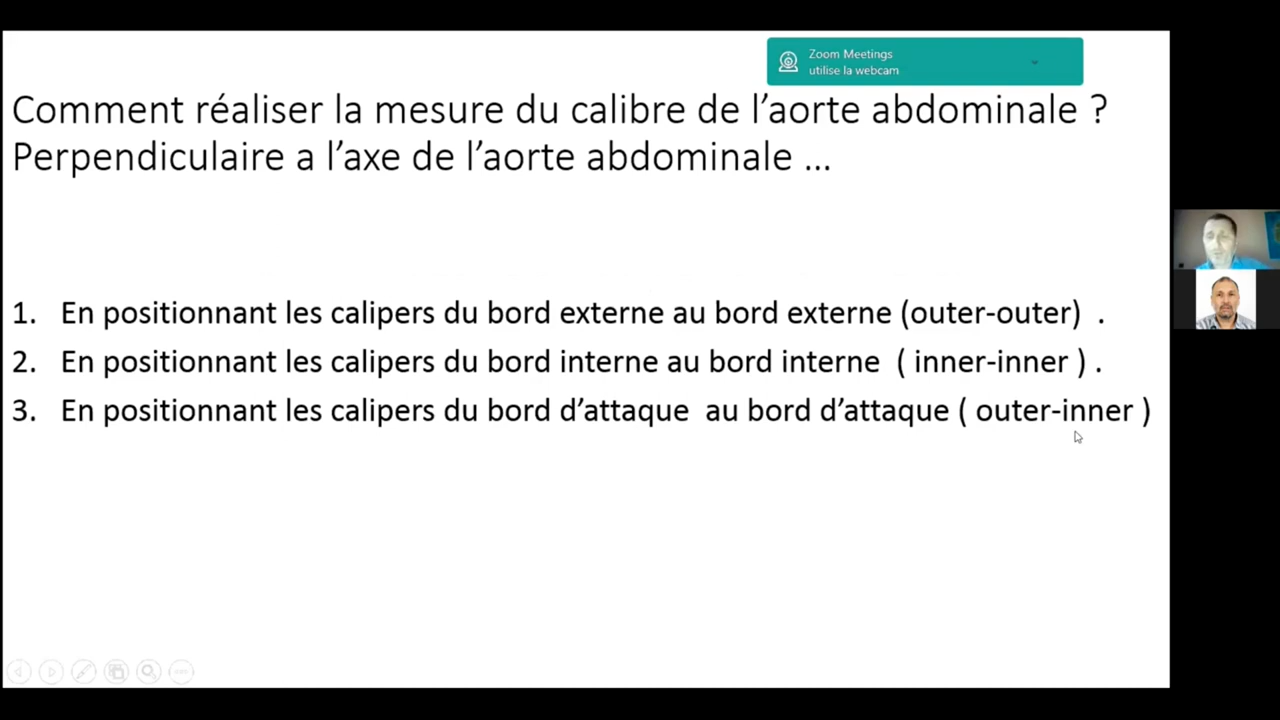 Zoom Meetings
utilise la webcam
Comment réaliser la mesure du calibre de l’aorte abdominale ?
Perpendiculaire a l’axe de l’aorte abdominale ...
1. En positionnant les calipers du bord externe au bord externe (outer-outer) .
2. En positionnant les calipers du bord interne au bord interne ( inner-inner ) .
3. En positionnant les calipers du bord d’attaque au bord d’attaque ( outer-inner )